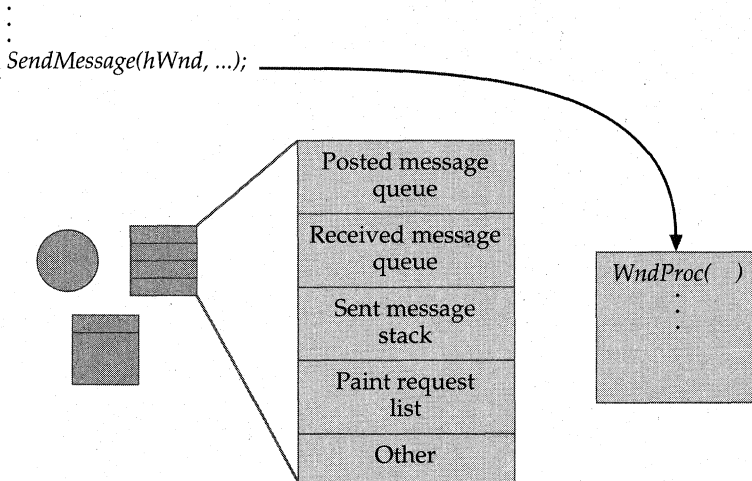 SendMessage(hWnd, ...);
Posted message
queue
Received message
queue
Sent message
stack
Paint request
list
Other
WndProc( )